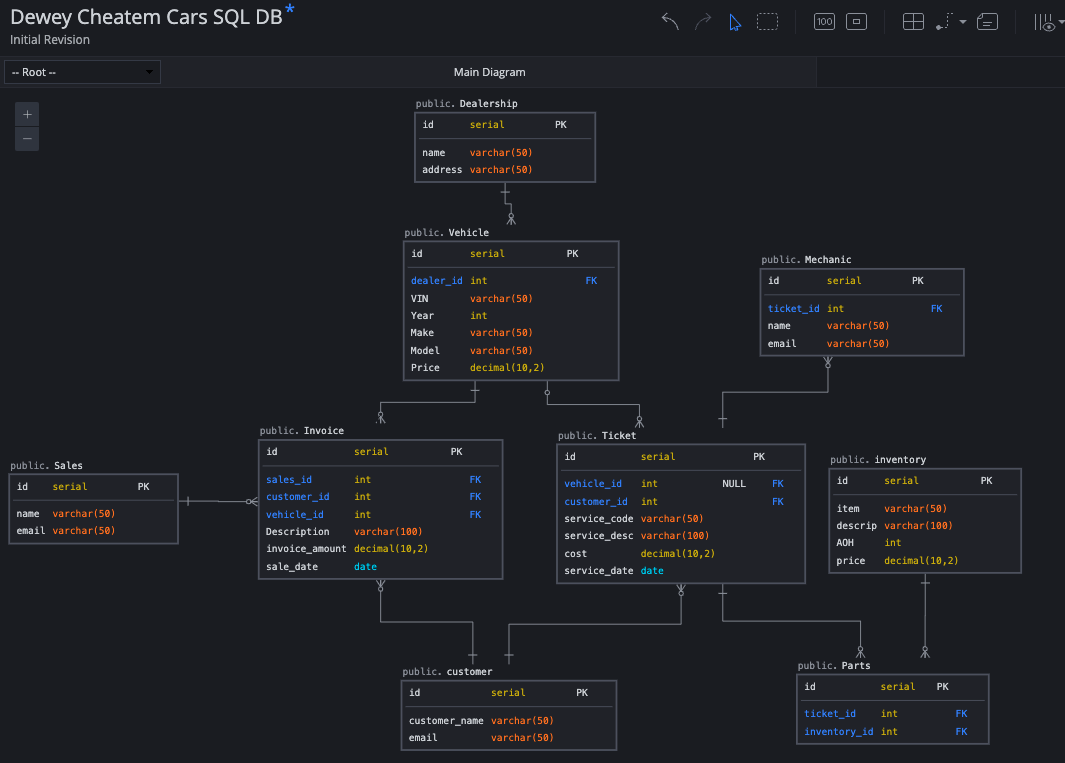 Dewey Cheatem Cars SQL DB*
Initial Revision
100
-- Root --
Main Diagram
+
−
public. Dealership
id serial PK
name varchar(50)
address varchar(50)
public. Vehicle
id serial PK
dealer_id int FK
VIN varchar(50)
Year int
Make varchar(50)
Model varchar(50)
Price decimal(10,2)
public. Mechanic
id serial PK
ticket_id int FK
name varchar(50)
email varchar(50)
public. Invoice
id serial PK
sales_id int FK
customer_id int FK
vehicle_id int FK
Description varchar(100)
invoice_amount decimal(10,2)
sale_date date
public. Ticket
id serial PK
vehicle_id int NULL FK
customer_id int FK
service_code varchar(50)
service_desc varchar(100)
cost decimal(10,2)
service_date date
public. Sales
id serial PK
name varchar(50)
email varchar(50)
public. inventory
id serial PK
item varchar(50)
descrip varchar(100)
AOH int
price decimal(10,2)
public. customer
id serial PK
customer_name varchar(50)
email varchar(50)
public. Parts
id serial PK
ticket_id int FK
inventory_id int FK